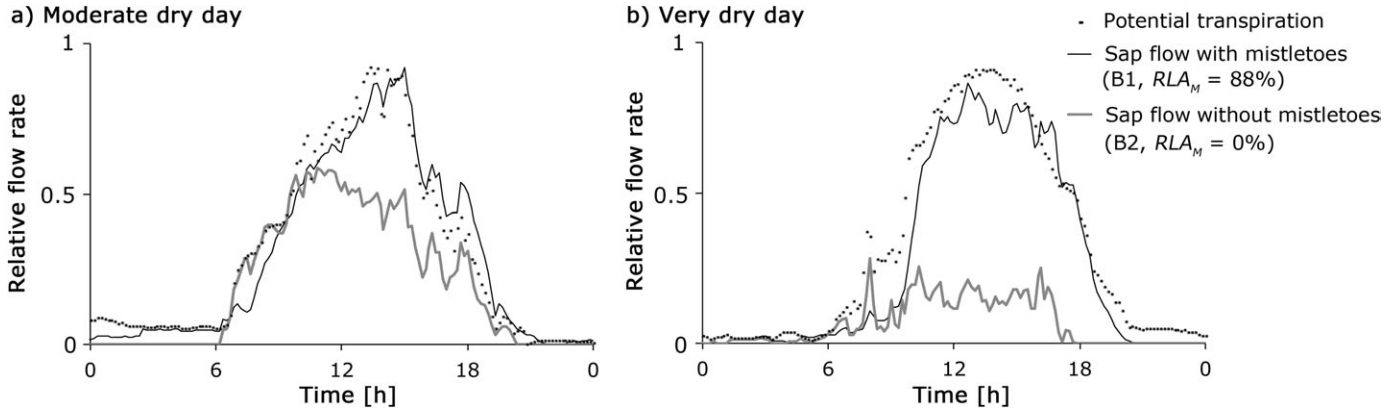 a) Moderate dry day
1
0.5
0
Relative flow rate
0 6 12 18 0
Time [h]
b) Very dry day
1
0.5
0
Relative flow rate
0 6 12 18 0
Time [h]
Potential transpiration
Sap flow with mistletoes
(B1, RLA_M = 88%)
Sap flow without mistletoes
(B2, RLA_M = 0%)